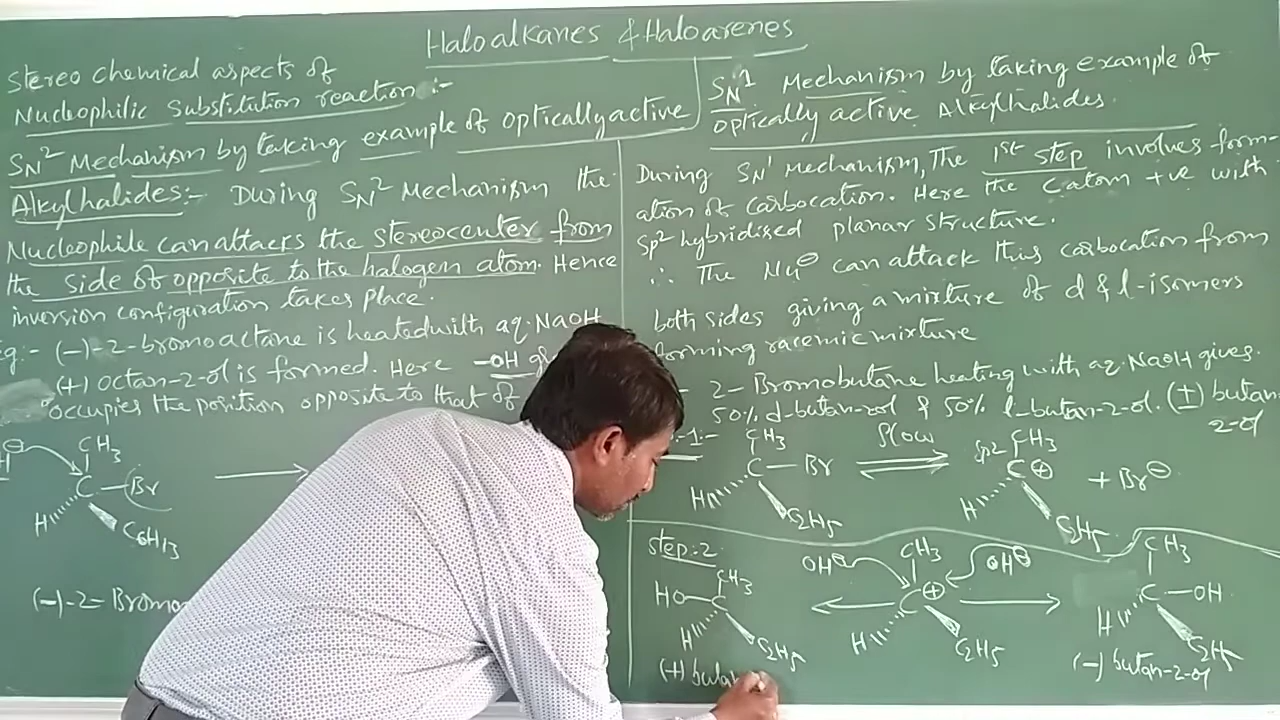 Haloalkanes & Haloarenes
Stereo chemical aspects of
Nucleophilic Substitution reaction:-
SN² Mechanism by taking example of optically active
Alkylhalides:- During SN² Mechanism the
Nucleophile can attacks the stereocenter from
the side of opposite to the halogen atom. Hence
inversion configuration takes place.
eg:- (-)-2-bromooctane is heated with aq.NaOH
(+) octan-2-ol is formed. Here -OH
occupies the position opposite to that of
CH3
C-Br
H
C6H13
(-)-2-Bromo
SN¹ Mechanism by taking example of
optically active Alkylhalides.
During SN¹ Mechanism, The 1st step involves form-
ation of Carbocation. Here the C atom +ve with
sp² hybridised planar structure.
∴ The Nu⊖ can attack this carbocation from
both sides giving a mixture of d & l-isomers
forming racemic mixture
2-Bromobutane heating with aq.NaOH gives
50% d-butan-2ol & 50% l-butan-2-ol. (±) butan-
2-ol
-1:-
CH3
C-Br
H
C2H5
Slow
sp2 CH3
C⊕
H
C2H5
+ Br⊖
step:2
CH3
HO-C
H
C2H5
(+) butan
OH⊖
CH3
C⊕
H
C2H5
OH⊖
CH3
C-OH
H
C2H5
(-) butan-2-ol